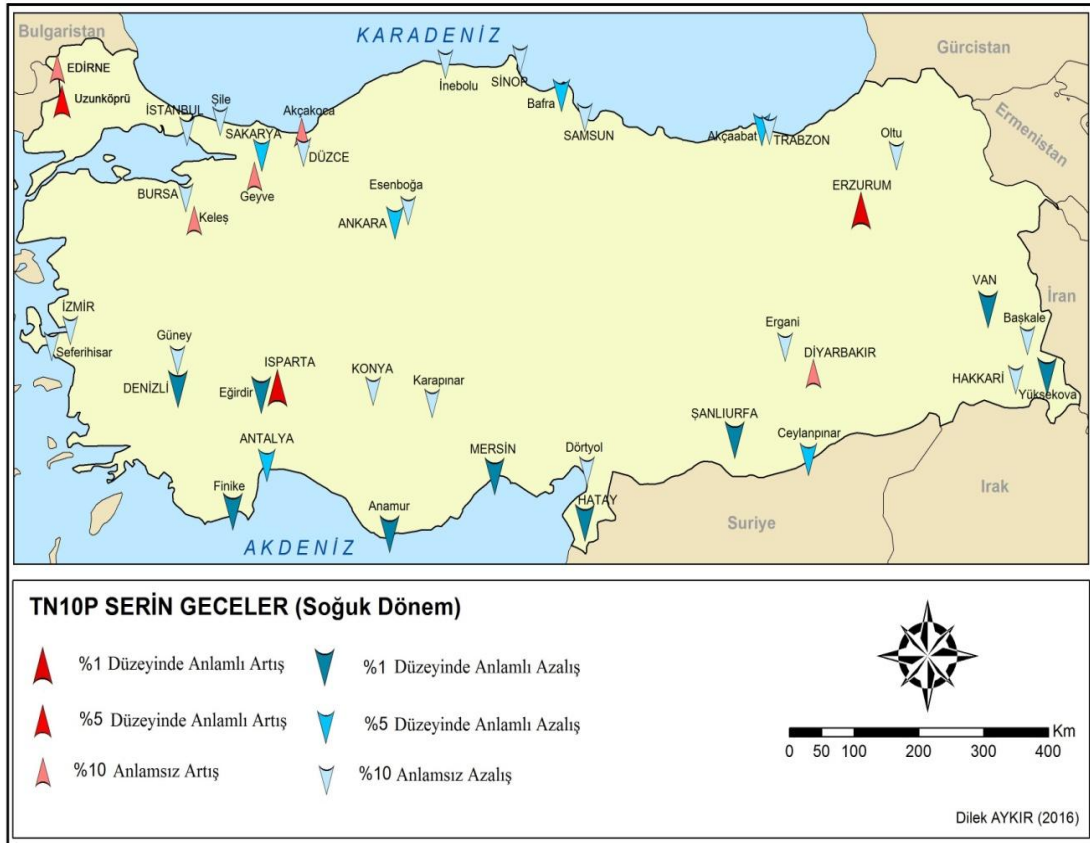 Bulgaristan
KARADENİZ
Gürcistan
EDİRNE
Uzunköprü
İSTANBUL
Şile
SAKARYA
Akçakoca
DÜZCE
Geyve
BURSA
Keleş
İnebolu
SİNOP
Bafra
SAMSUN
Esenboğa
ANKARA
Akçaabat
TRABZON
Oltu
Ermenistan
ERZURUM
VAN
İran
Başkale
HAKKARİ
Yüksekova
Ergani
DİYARBAKIR
İZMİR
Seferihisar
Güney
DENİZLİ
ISPARTA
Eğirdir
KONYA
Karapınar
ANTALYA
Finike
Anamur
MERSİN
Dörtyol
HATAY
ŞANLIURFA
Ceylanpınar
Suriye
Irak
AKDENİZ
TN10P SERİN GECELER (Soğuk Dönem)
%1 Düzeyinde Anlamlı Artış
%1 Düzeyinde Anlamlı Azalış
%5 Düzeyinde Anlamlı Artış
%5 Düzeyinde Anlamlı Azalış
%10 Anlamsız Artış
%10 Anlamsız Azalış
Km
0 50 100 200 300 400
Dilek AYKIR (2016)